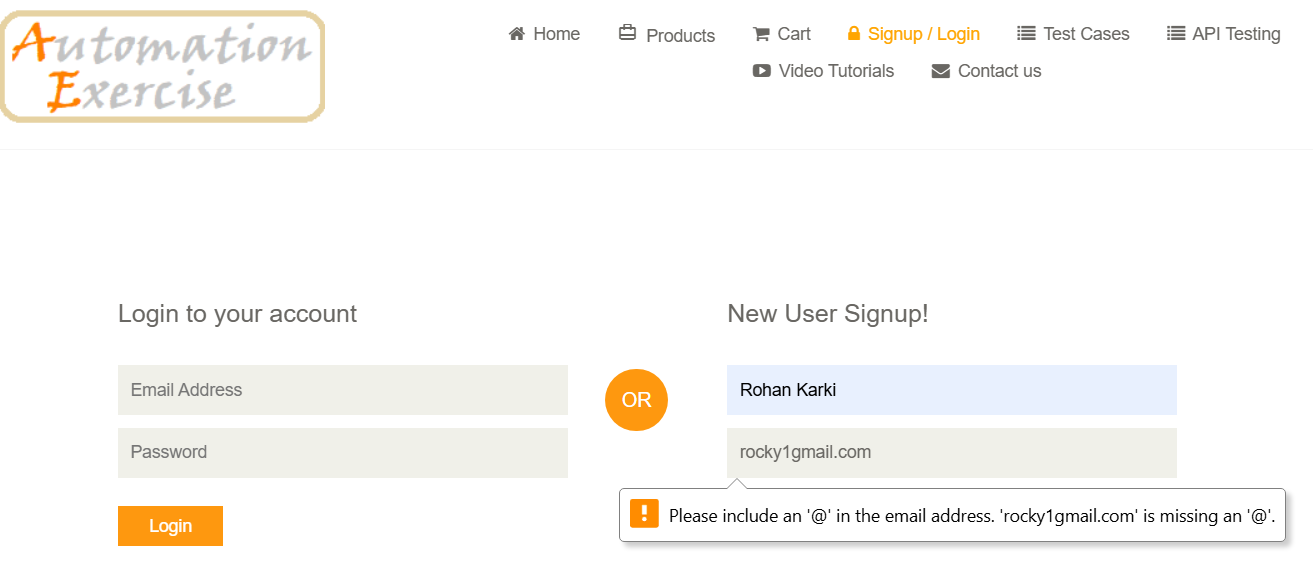 Automation
Exercise
Home Products Cart Signup / Login Test Cases API Testing
Video Tutorials Contact us
Login to your account
Email Address
Password
Login
OR
New User Signup!
Rohan Karki
rocky1gmail.com
Please include an '@' in the email address. 'rocky1gmail.com' is missing an '@'.